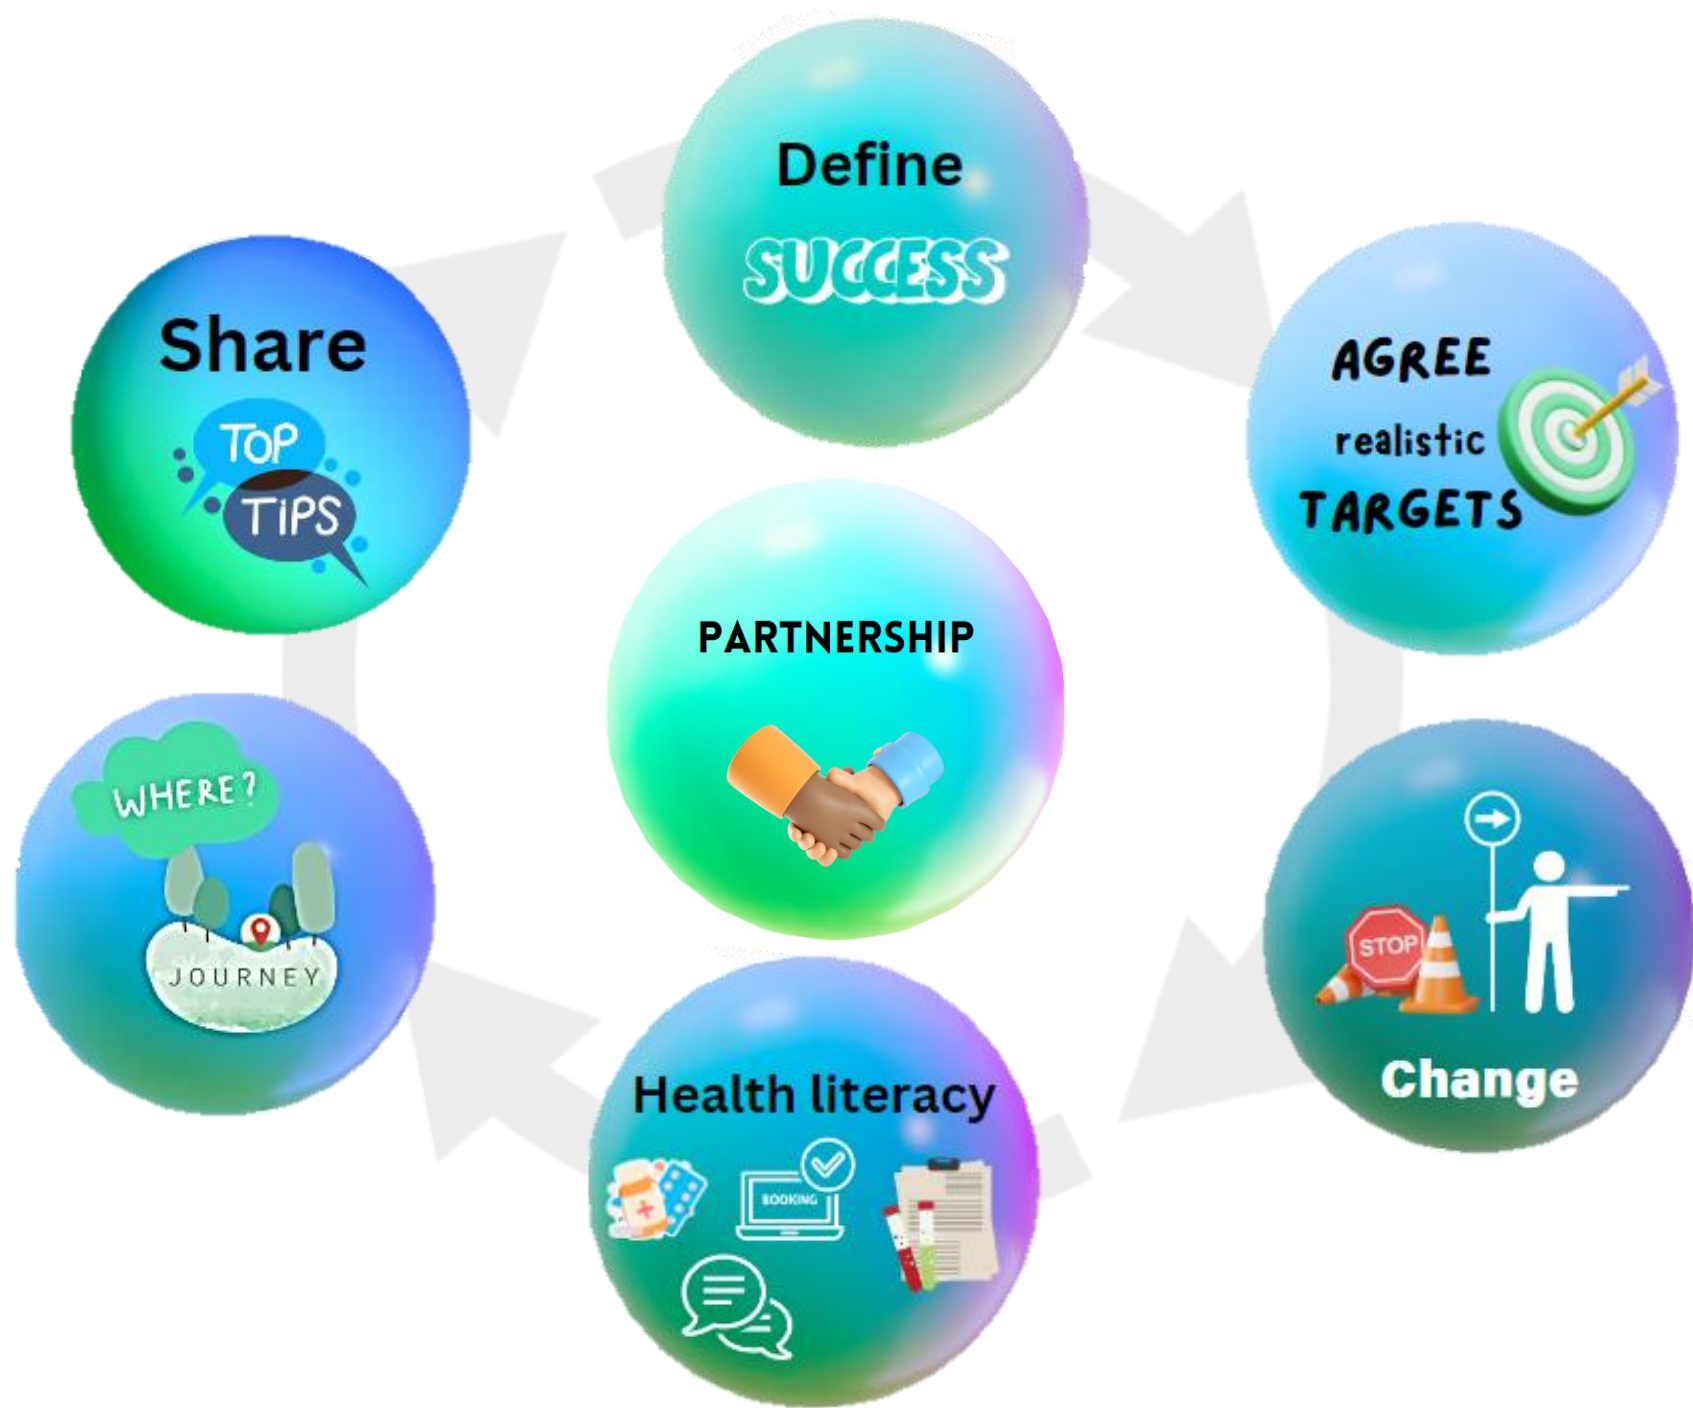 Define
SUCCESS
AGREE
realistic
TARGETS
STOP
Change
Health literacy
BOOKING
WHERE?
JOURNEY
Share
TOP
TiPS
PARTNERSHIP